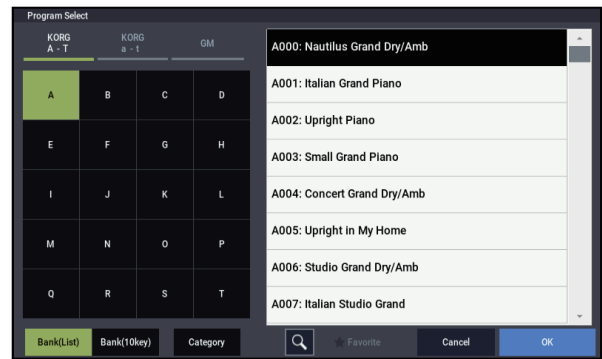 Program Select
KORG
A - T
KORG
a - t
GM
A B C D
E F G H
I J K L
M N O P
Q R S T
A000: Nautilus Grand Dry/Amb
A001: Italian Grand Piano
A002: Upright Piano
A003: Small Grand Piano
A004: Concert Grand Dry/Amb
A005: Upright in My Home
A006: Studio Grand Dry/Amb
A007: Italian Studio Grand
Bank(List) Bank(10key) Category Favorite Cancel OK